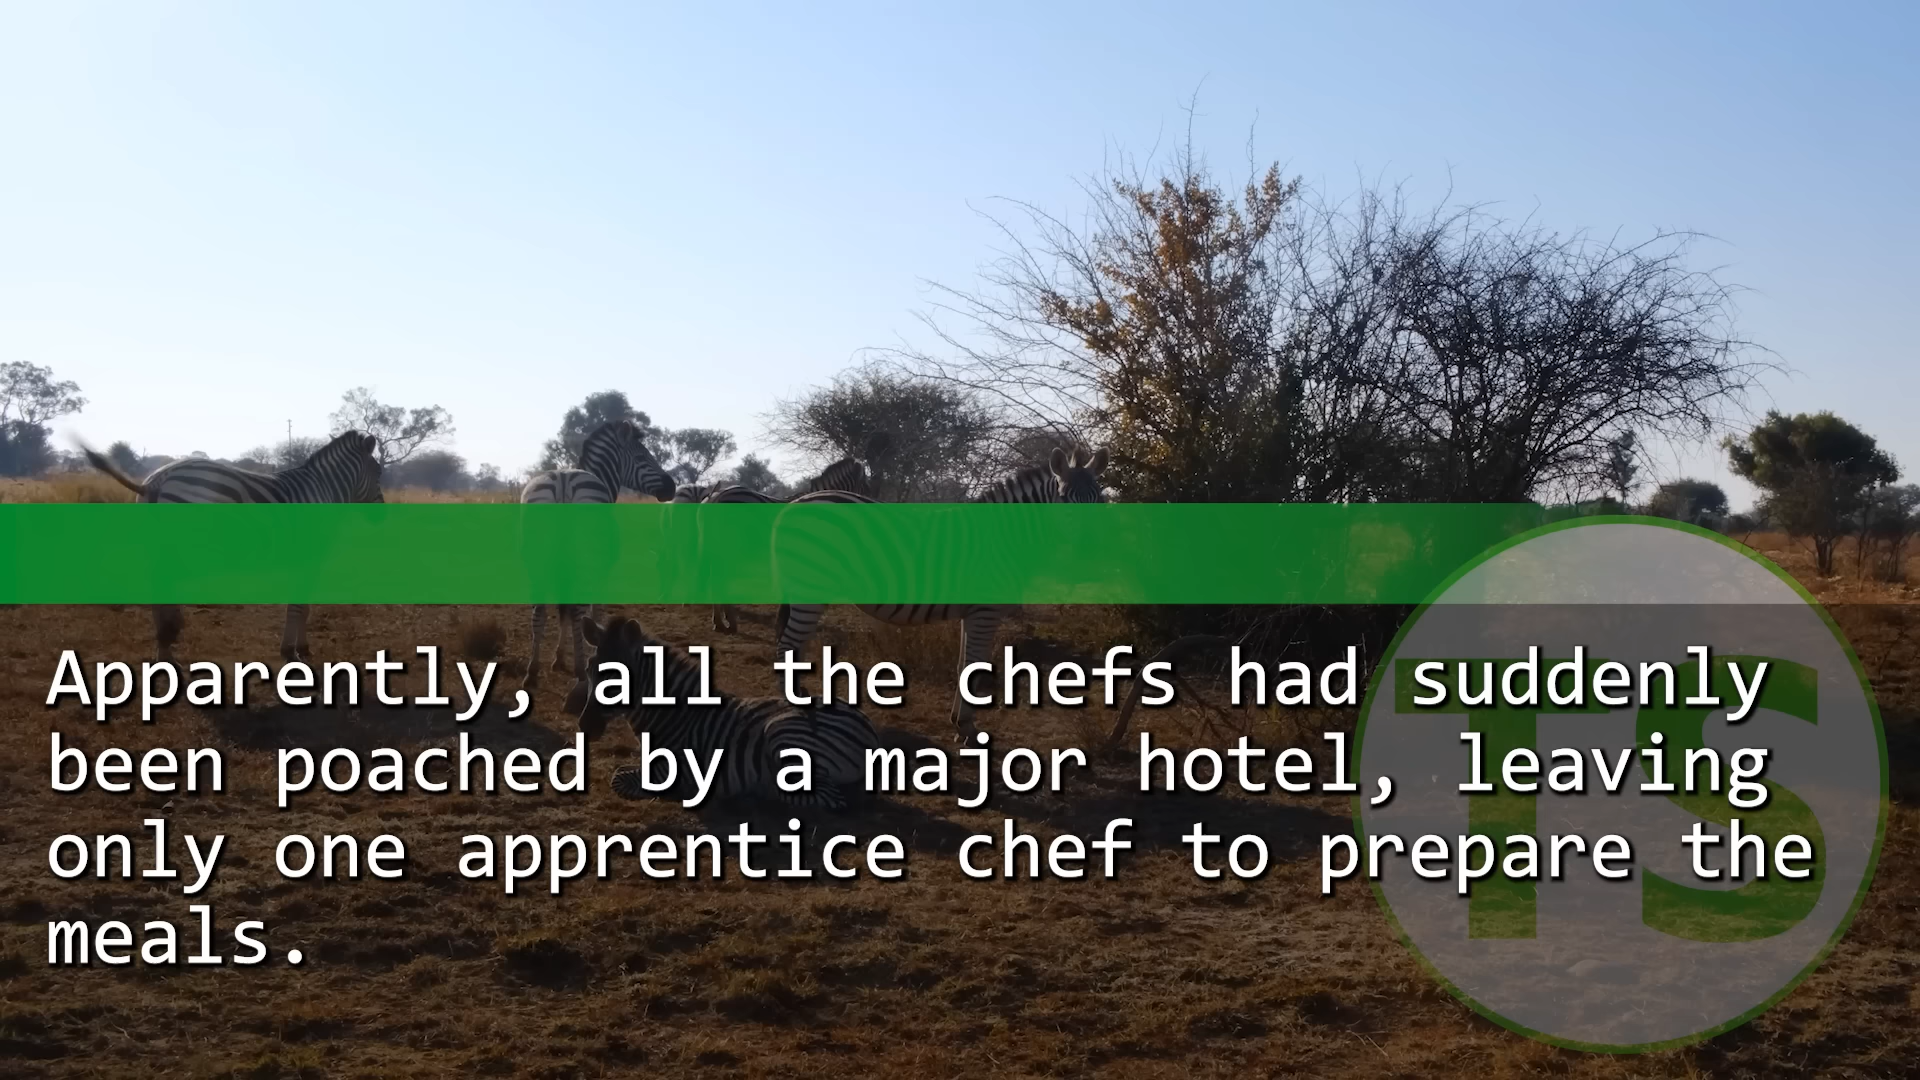 Apparently, all the chefs had suddenly
been poached by a major hotel, leaving
only one apprentice chef to prepare the
meals.
TS